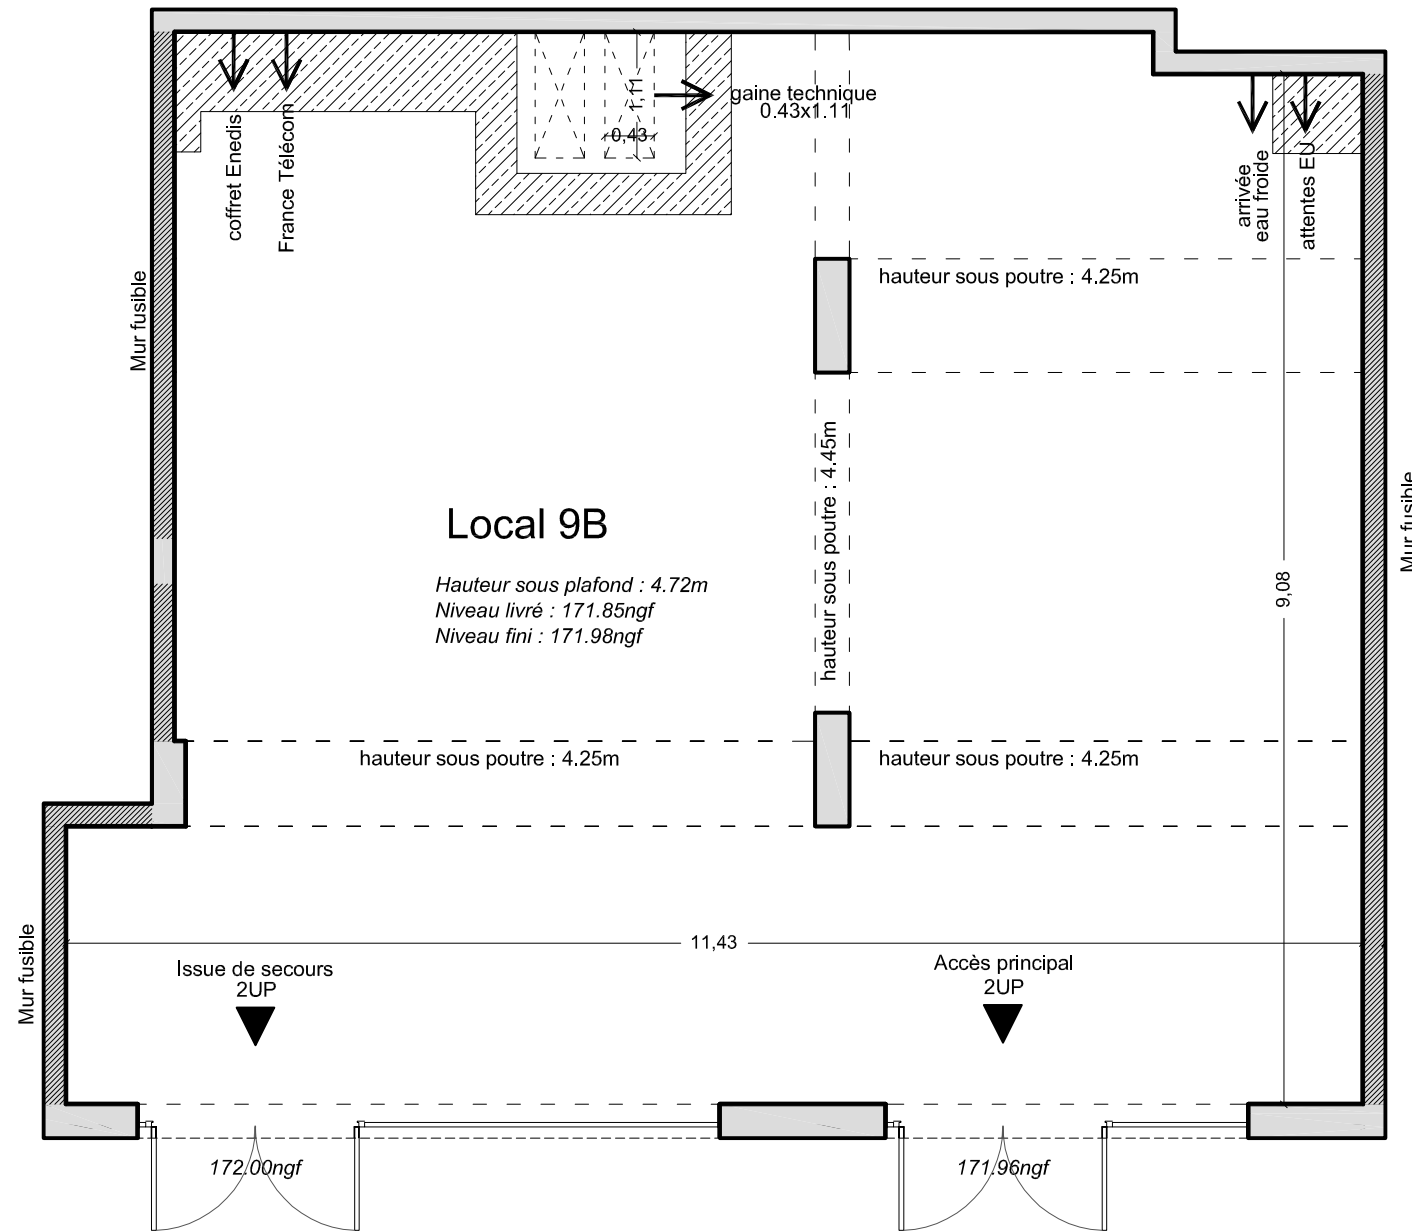 gaine technique
0.43x1.11
1,11
0,43
coffret Enedis
France Télécom
arrivée
eau froide
attentes EU
Mur fusible
hauteur sous poutre : 4.25m
hauteur sous poutre : 4.45m
Mur fusible
Local 9B
Hauteur sous plafond : 4.72m
Niveau livré : 171.85ngf
Niveau fini : 171.98ngf
9,08
hauteur sous poutre : 4.25m
hauteur sous poutre : 4.25m
Mur fusible
11,43
Issue de secours
2UP
Accès principal
2UP
172.00ngf
171.96ngf